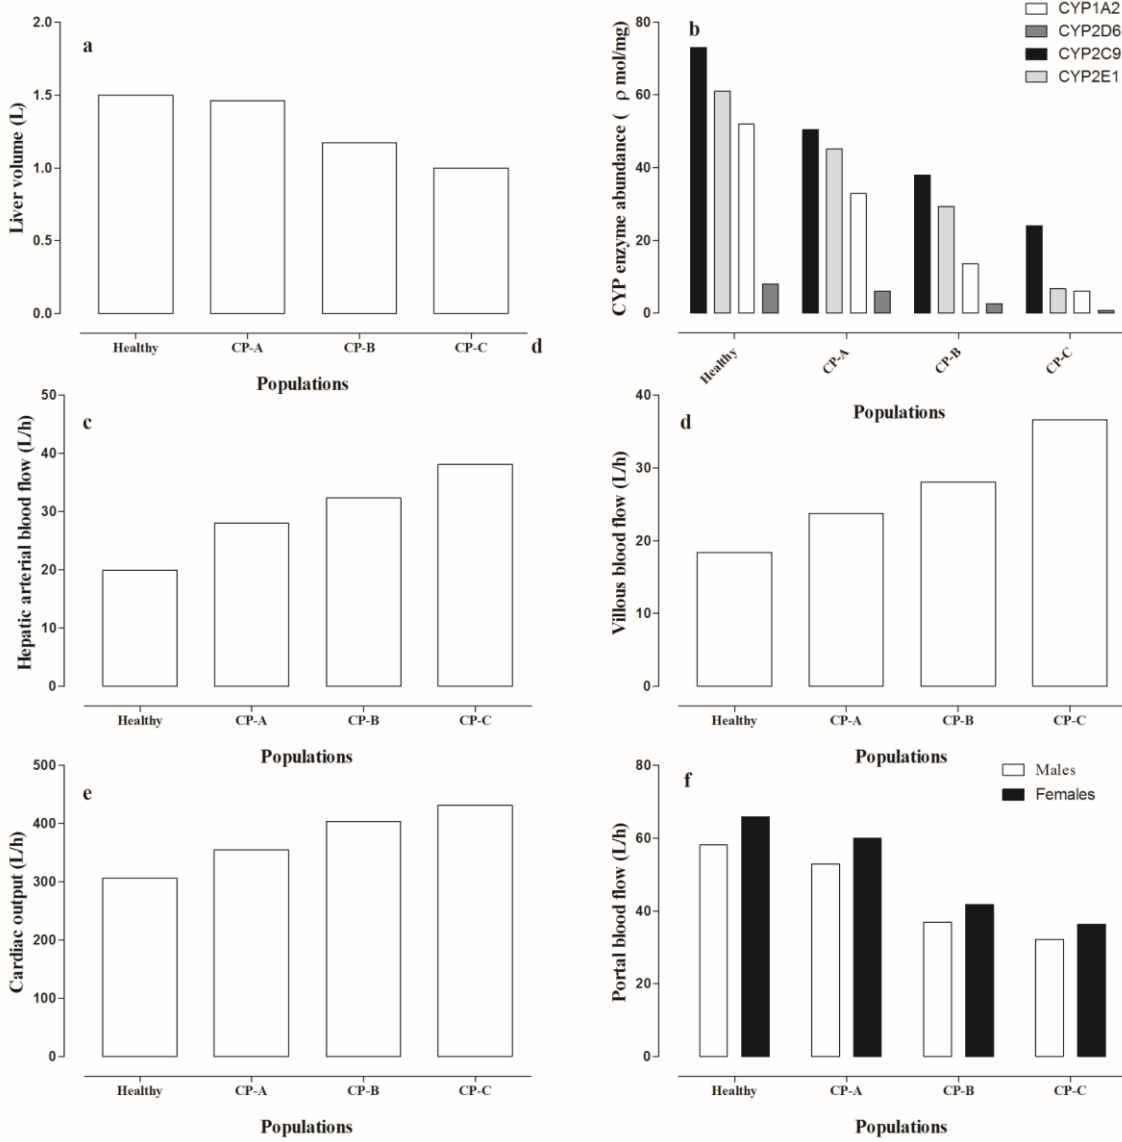 a
Liver volume (L)
2.0
1.5
1.0
0.5
0.0
Healthy CP-A CP-B CP-C d
Populations
b
CYP enzyme abundance ( ρ mol/mg)
CYP1A2
CYP2D6
CYP2C9
CYP2E1
80
60
40
20
0
Healthy CP-A CP-B CP-C
Populations
c
Hepatic arterial blood flow (L/h)
50
40
30
20
10
0
Healthy CP-A CP-B CP-C
Populations
d
Villous blood flow (L/h)
40
30
20
10
0
Healthy CP-A CP-B CP-C
Populations
e
Cardiac output (L/h)
500
400
300
200
100
0
Healthy CP-A CP-B CP-C
Populations
f
Portal blood flow (L/h)
Males
Females
80
60
40
20
0
Healthy CP-A CP-B CP-C
Populations